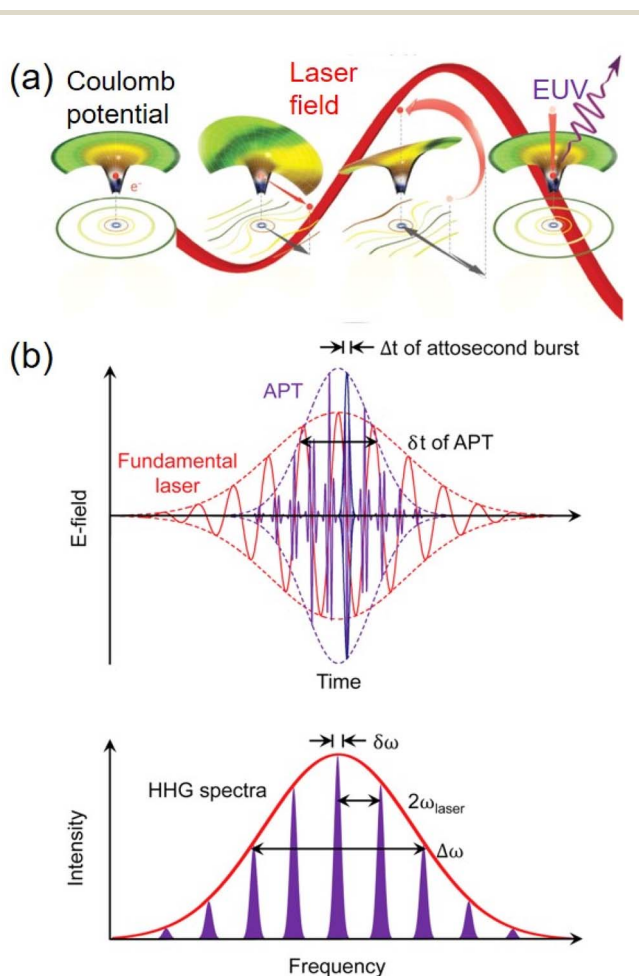 (a)
Coulomb
potential
Laser
field
EUV
e⁻
(b)
Δt of attosecond burst
APT
δt of APT
Fundamental
laser
E-field
Time
δω
HHG spectra
2ω_laser
Δω
Intensity
Frequency